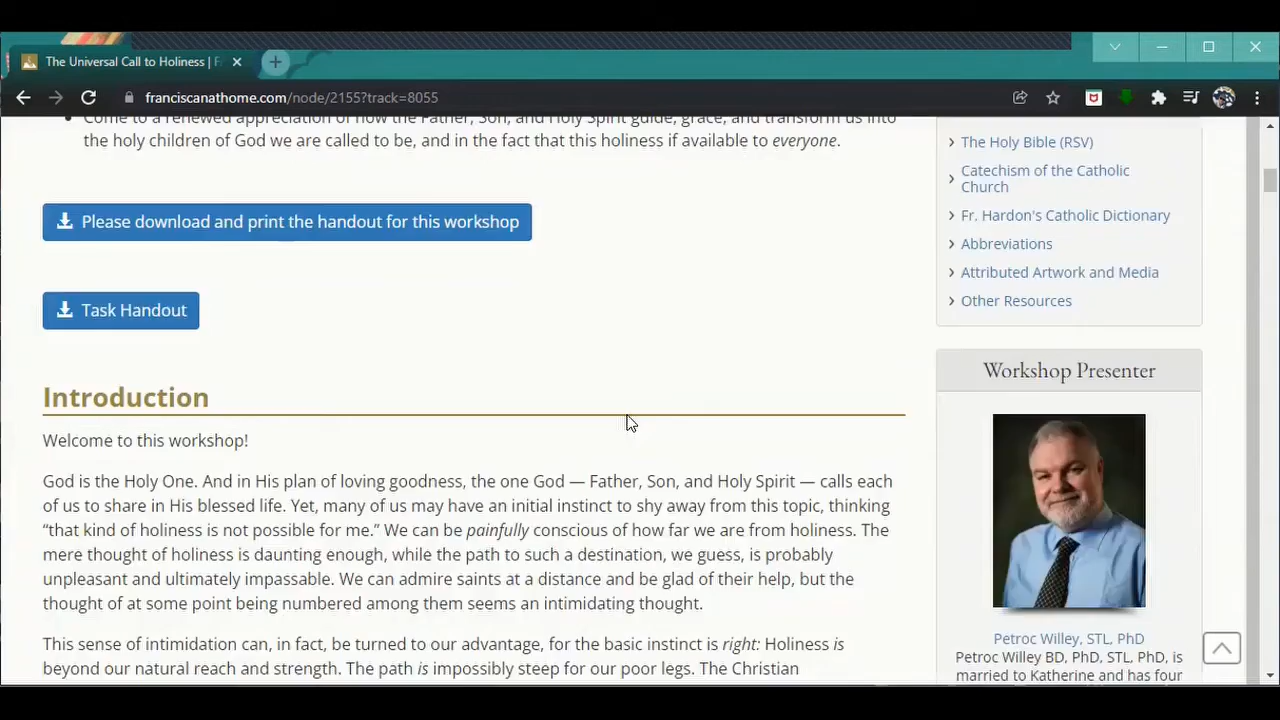 The Universal Call to Holiness | F
franciscanathome.com/node/2155?track=8055
Come to a renewed appreciation of how the Father, Son, and Holy Spirit guide, grace, and transform us into
the holy children of God we are called to be, and in the fact that this holiness if available to everyone.
Please download and print the handout for this workshop
Task Handout
Introduction
Welcome to this workshop!
God is the Holy One. And in His plan of loving goodness, the one God — Father, Son, and Holy Spirit — calls each
of us to share in His blessed life. Yet, many of us may have an initial instinct to shy away from this topic, thinking
“that kind of holiness is not possible for me.” We can be painfully conscious of how far we are from holiness. The
mere thought of holiness is daunting enough, while the path to such a destination, we guess, is probably
unpleasant and ultimately impassable. We can admire saints at a distance and be glad of their help, but the
thought of at some point being numbered among them seems an intimidating thought.
This sense of intimidation can, in fact, be turned to our advantage, for the basic instinct is right: Holiness is
beyond our natural reach and strength. The path is impossibly steep for our poor legs. The Christian
The Holy Bible (RSV)
Catechism of the Catholic
Church
Fr. Hardon's Catholic Dictionary
Abbreviations
Attributed Artwork and Media
Other Resources
Workshop Presenter
Petroc Willey, STL, PhD
Petroc Willey BD, PhD, STL, PhD, is
married to Katherine and has four